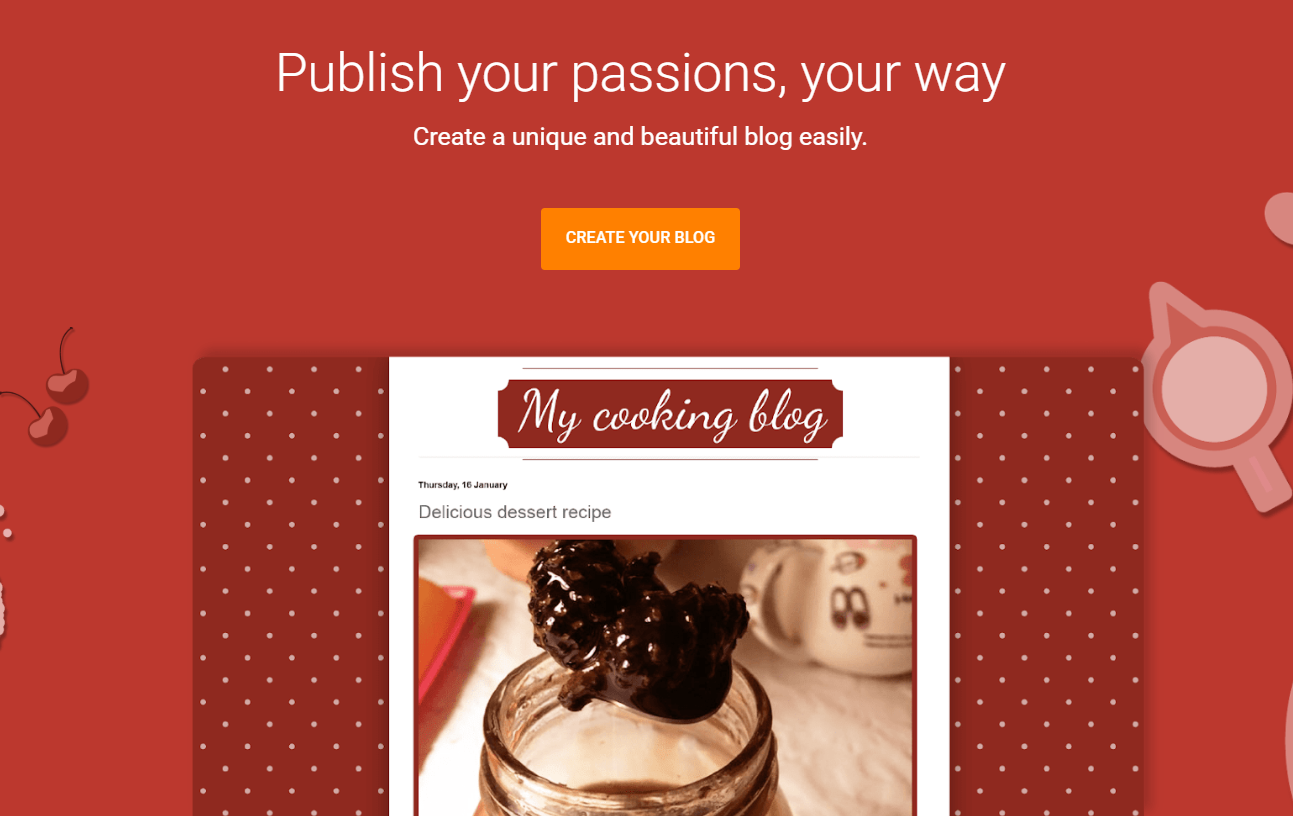 Publish your passions, your way
Create a unique and beautiful blog easily.
CREATE YOUR BLOG
My cooking blog
Thursday, 16 January
Delicious dessert recipe